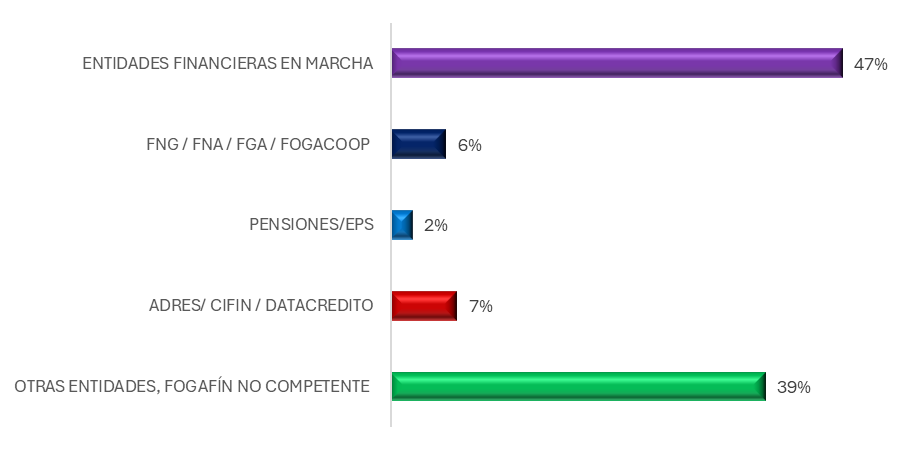 ENTIDADES FINANCIERAS EN MARCHA 47%
FNG / FNA / FGA / FOGACOOP 6%
PENSIONES/EPS 2%
ADRES/ CIFIN / DATACREDITO 7%
OTRAS ENTIDADES, FOGAFÍN NO COMPETENTE 39%